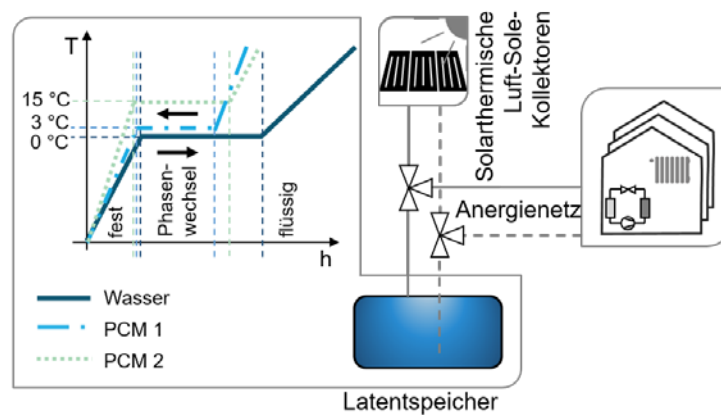 T
15 °C
3 °C
0 °C
fest
Phasen-
wechsel
flüssig
h
Wasser
PCM 1
PCM 2
Solarthermische
Luft-Sole-
Kollektoren
Anergienetz
Latentspeicher